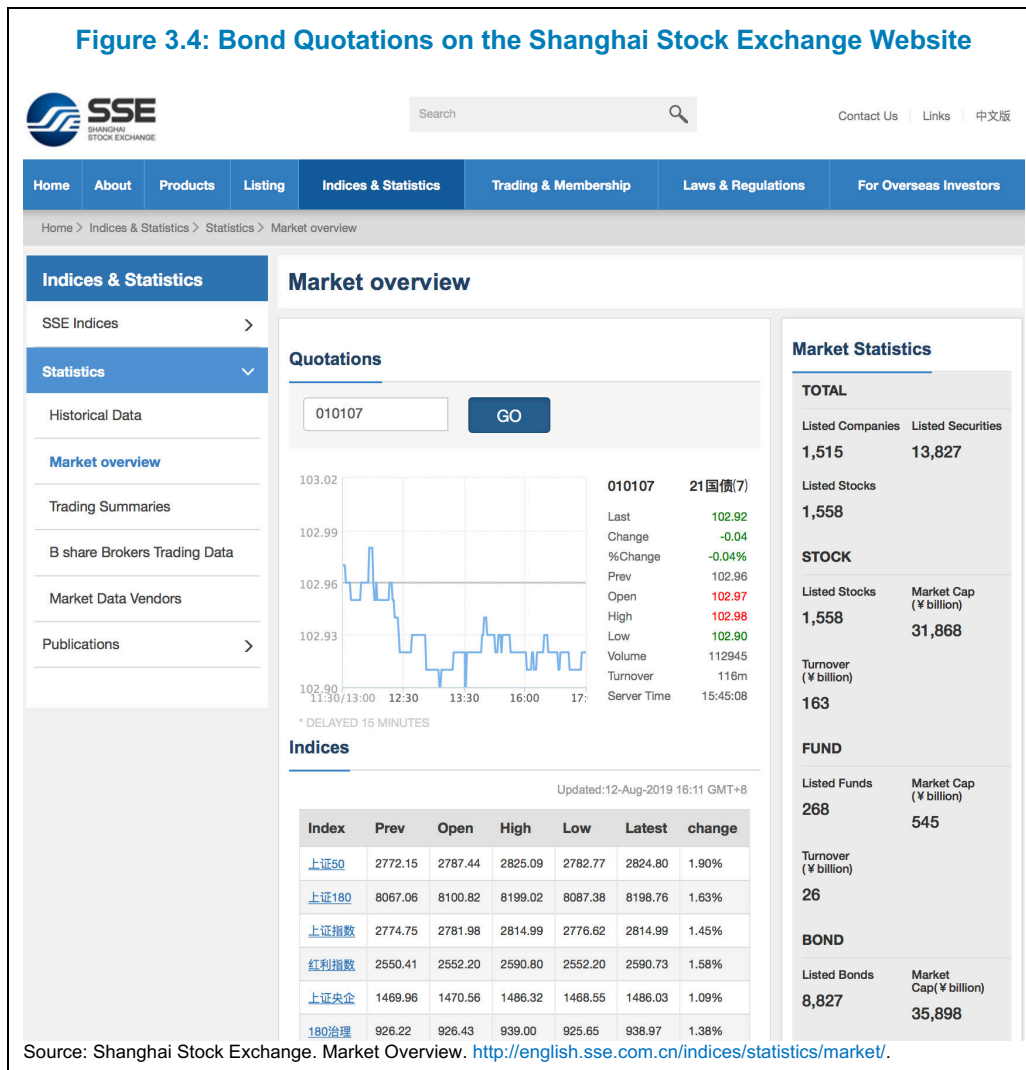 Figure 3.4: Bond Quotations on the Shanghai Stock Exchange Website
SSE
SHANGHAI
STOCK EXCHANGE
Search
Contact Us Links 中文版
Home About Products Listing Indices & Statistics Trading & Membership Laws & Regulations For Overseas Investors
Home > Indices & Statistics > Statistics > Market overview
Indices & Statistics
SSE Indices
Statistics
Historical Data
Market overview
Trading Summaries
B share Brokers Trading Data
Market Data Vendors
Publications
Market overview
Quotations
010107 GO
103.02
102.99
102.96
102.93
102.90
11:30/13:00 12:30 13:30 16:00 17:
* DELAYED 15 MINUTES
010107 21国债(7)
Last 102.92
Change -0.04
%Change -0.04%
Prev 102.96
Open 102.97
High 102.98
Low 102.90
Volume 112945
Turnover 116m
Server Time 15:45:08
Indices
Updated:12-Aug-2019 16:11 GMT+8
Index Prev Open High Low Latest change
上证50 2772.15 2787.44 2825.09 2782.77 2824.80 1.90%
上证180 8067.06 8100.82 8199.02 8087.38 8198.76 1.63%
上证指数 2774.75 2781.98 2814.99 2776.62 2814.99 1.45%
红利指数 2550.41 2552.20 2590.80 2552.20 2590.73 1.58%
上证央企 1469.96 1470.56 1486.32 1468.55 1486.03 1.09%
180治理 926.22 926.43 939.00 925.65 938.97 1.38%
Market Statistics
TOTAL
Listed Companies Listed Securities
1,515 13,827
Listed Stocks
1,558
STOCK
Listed Stocks Market Cap
(¥ billion)
1,558 31,868
Turnover
(¥ billion)
163
FUND
Listed Funds Market Cap
(¥ billion)
268 545
Turnover
(¥ billion)
26
BOND
Listed Bonds Market
Cap(¥ billion)
8,827 35,898
Source: Shanghai Stock Exchange. Market Overview. http://english.sse.com.cn/indices/statistics/market/.